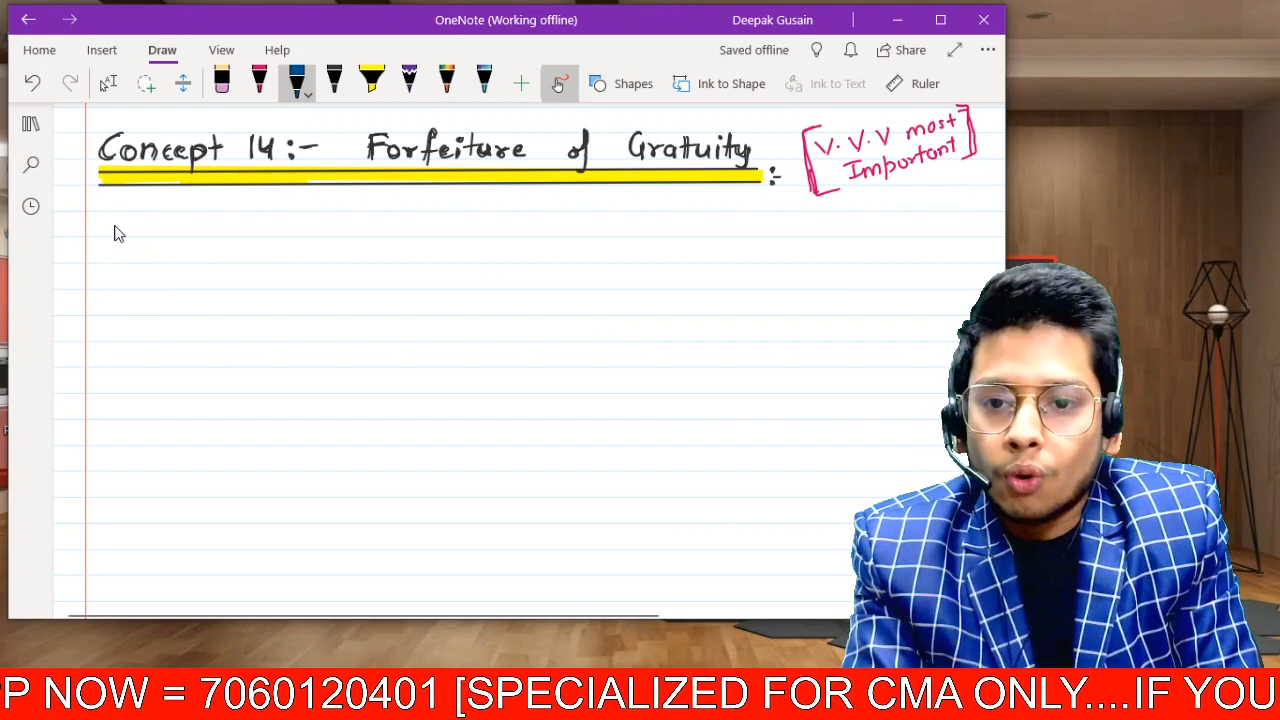 OneNote (Working offline)
Deepak Gusain
Home Insert Draw View Help
Saved offline
Share
Shapes
Ink to Shape
Ink to Text
Ruler
Concept 14 :- Forfeiture of Gratuity :-
[V. V. V most
Important]
P NOW = 7060120401 [SPECIALIZED FOR CMA ONLY....IF YOU